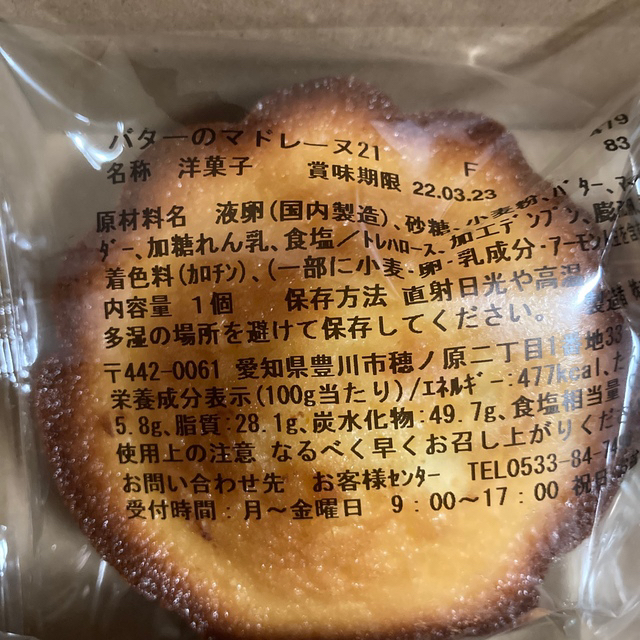 バターのマドレーヌ21 F
名称 洋菓子 賞味期限 22.03.23
83
原材料名 液卵(国内製造)、砂糖、小麦粉、バター、マー
ダー、加糖れん乳、食塩/トレハロース、加工デンプン、膨
着色料(カロチン)、(一部に小麦・卵・乳成分・アーモン
内容量 1個 保存方法 直射日光や高温
多湿の場所を避けて保存してください。
〒442-0061 愛知県豊川市穂ノ原二丁目1番地33
栄養成分表示(100g当たり)/エネルギー:477kcal、た
5.8g、脂質:28.1g、炭水化物:49.7g、食塩相当量
使用上の注意 なるべく早くお召し上がりくださ
お問い合わせ先 お客様センター TEL0533-84-
受付時間:月〜金曜日 9:00〜17:00 祝日